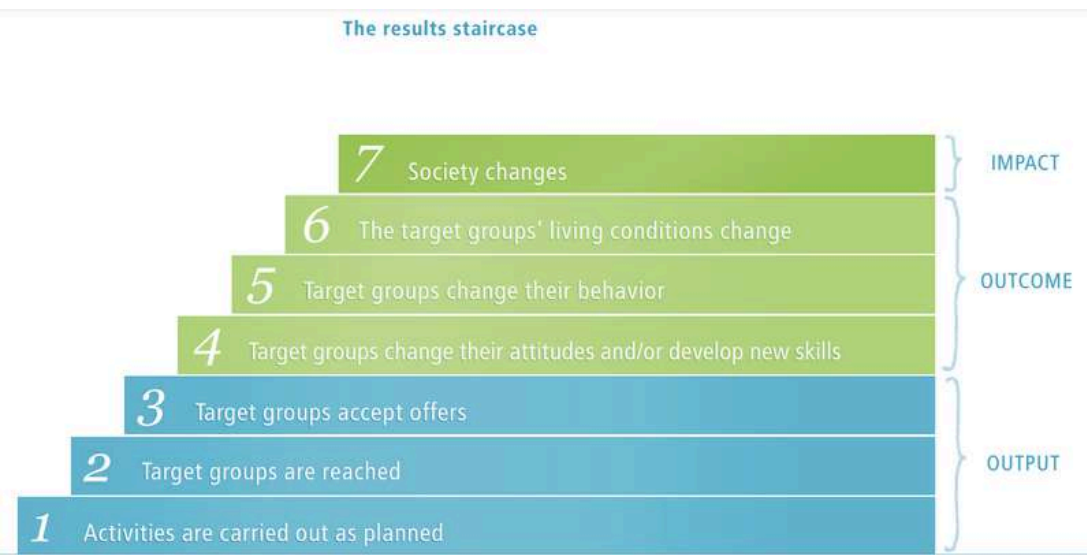 The results staircase
7 Society changes
IMPACT
6 The target groups' living conditions change
5 Target groups change their behavior
OUTCOME
4 Target groups change their attitudes and/or develop new skills
3 Target groups accept offers
2 Target groups are reached
OUTPUT
1 Activities are carried out as planned